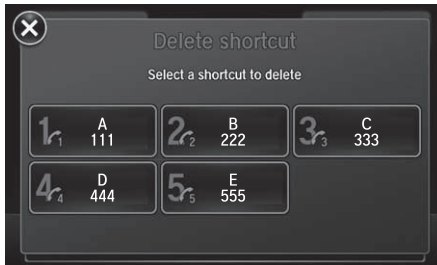 Delete shortcut
Select a shortcut to delete
1 1 A 111
2 2 B 222
3 3 C 333
4 4 D 444
5 5 E 555